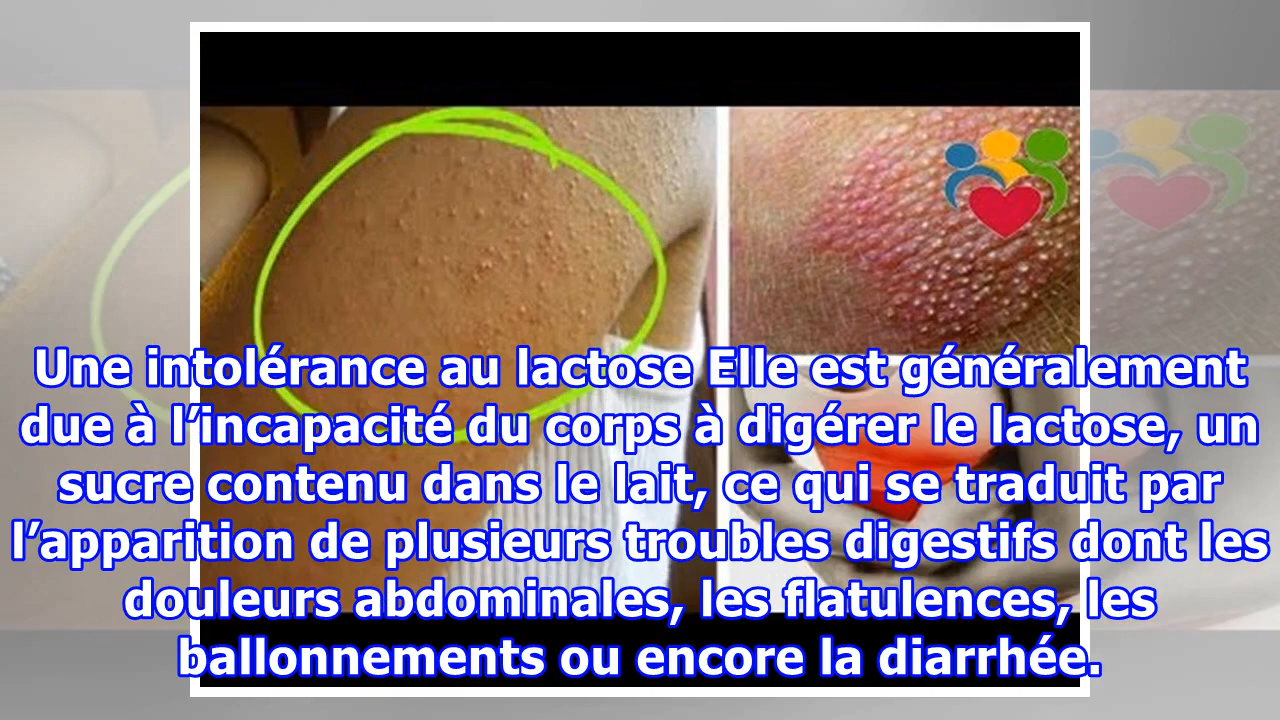 Une intolérance au lactose Elle est généralement
due à l’incapacité du corps à digérer le lactose, un
sucre contenu dans le lait, ce qui se traduit par
l’apparition de plusieurs troubles digestifs dont les
douleurs abdominales, les flatulences, les
ballonnements ou encore la diarrhée.